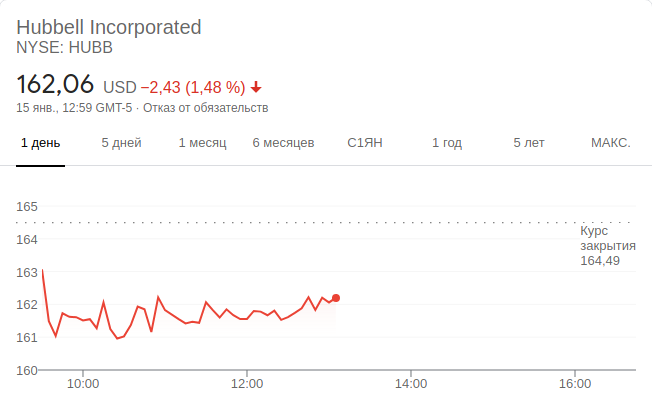 Hubbell Incorporated
NYSE: HUBB
162,06 USD −2,43 (1,48 %)
15 янв., 12:59 GMT-5 · Отказ от обязательств
1 день 5 дней 1 месяц 6 месяцев С1ЯН 1 год 5 лет МАКС.
165
164
163
162
161
160
Курс
закрытия
164,49
10:00 12:00 14:00 16:00